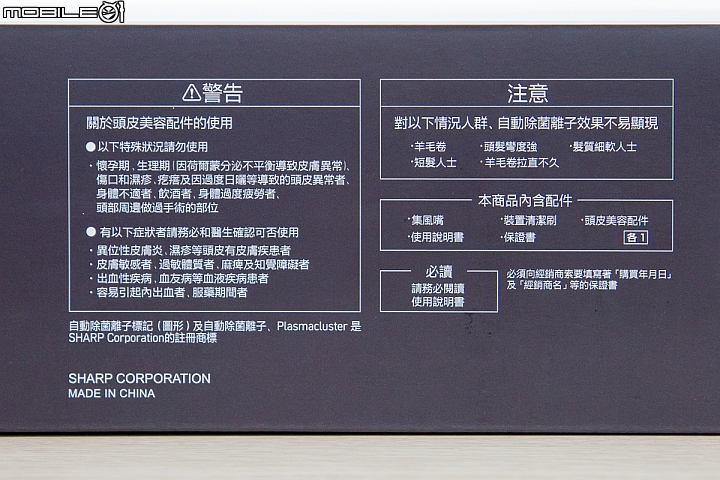 MOBILE01
⚠警告
關於頭皮美容配件的使用
●以下特殊狀況請勿使用
・懷孕期、生理期(因荷爾蒙分泌不平衡導致皮膚異常)、
傷口和濕疹、疙瘩及因過度日曬等導致的頭皮異常者、
身體不適者、飲酒者、身體過度疲勞者、
頭部周邊做過手術的部位
●有以下症狀者請務必和醫生確認可否使用
・異位性皮膚炎、濕疹等頭皮有皮膚疾患者
・皮膚敏感者、過敏體質者、麻痺及知覺障礙者
・出血性疾病、血友病等血液疾病患者
・容易引起內出血者、服藥期間者
自動除菌離子標記(圖形)及自動除菌離子、Plasmacluster 是
SHARP Corporation的註冊商標
SHARP CORPORATION
MADE IN CHINA
注意
對以下情況人群、自動除菌離子效果不易顯現
・羊毛卷 ・頭髮彎度強 ・髮質細軟人士
・短髮人士 ・羊毛卷拉直不久
本商品內含配件
・集風嘴 ・裝置清潔刷 ・頭皮美容配件
・使用說明書 ・保證書 各1
必讀
請務必閱讀
使用說明書
必須向經銷商索要填寫著「購買年月日」
及「經銷商名」等的保證書